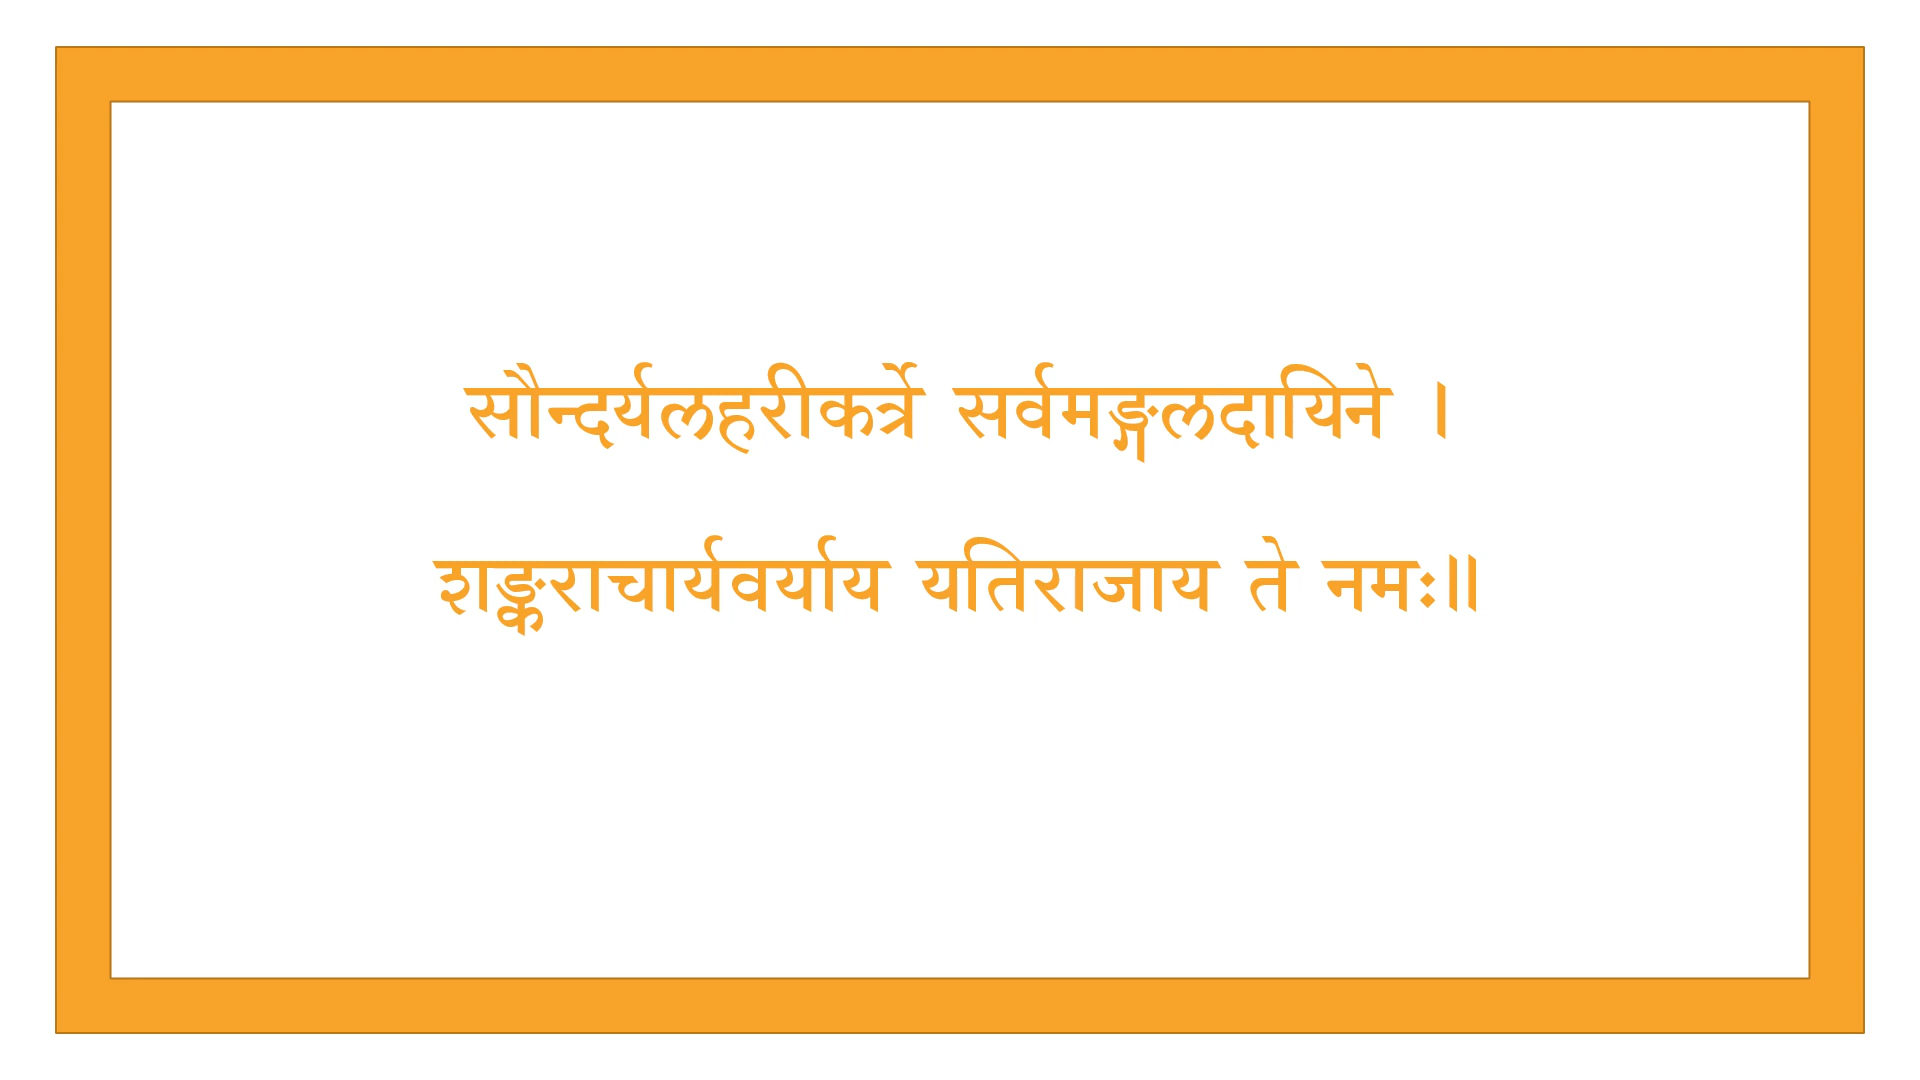 सौन्दर्यलहरीकर्त्रे सर्वमङ्गलदायिने ।
शङ्कराचार्यवर्याय यतिराजाय ते नमः॥